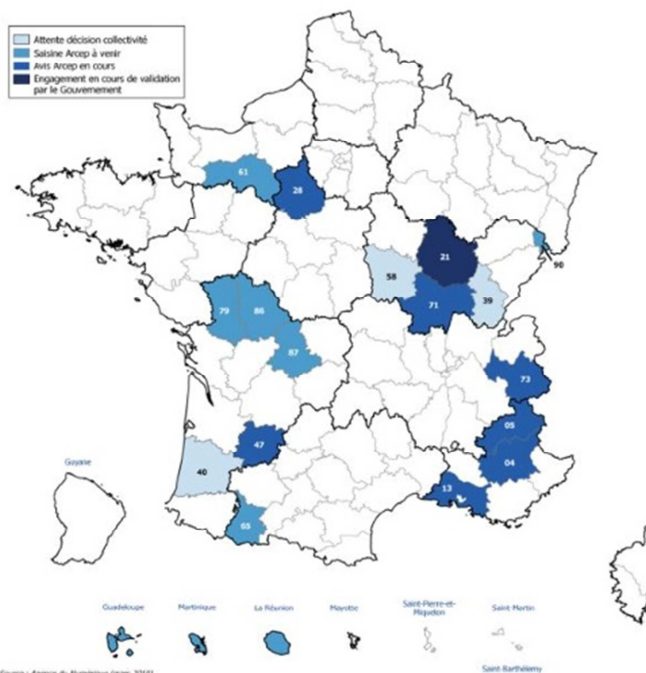 Attente décision collectivité
Saisine Arcep à venir
Avis Arcep en cours
Engagement en cours de validation
par le Gouvernement
61
28
21
90
58
71
39
79
86
87
73
05
47
04
40
13
65
Guyane
Guadeloupe
Martinique
La Réunion
Mayotte
Saint-Pierre-et-
Miquelon
Saint-Martin
Saint-Barthélemy